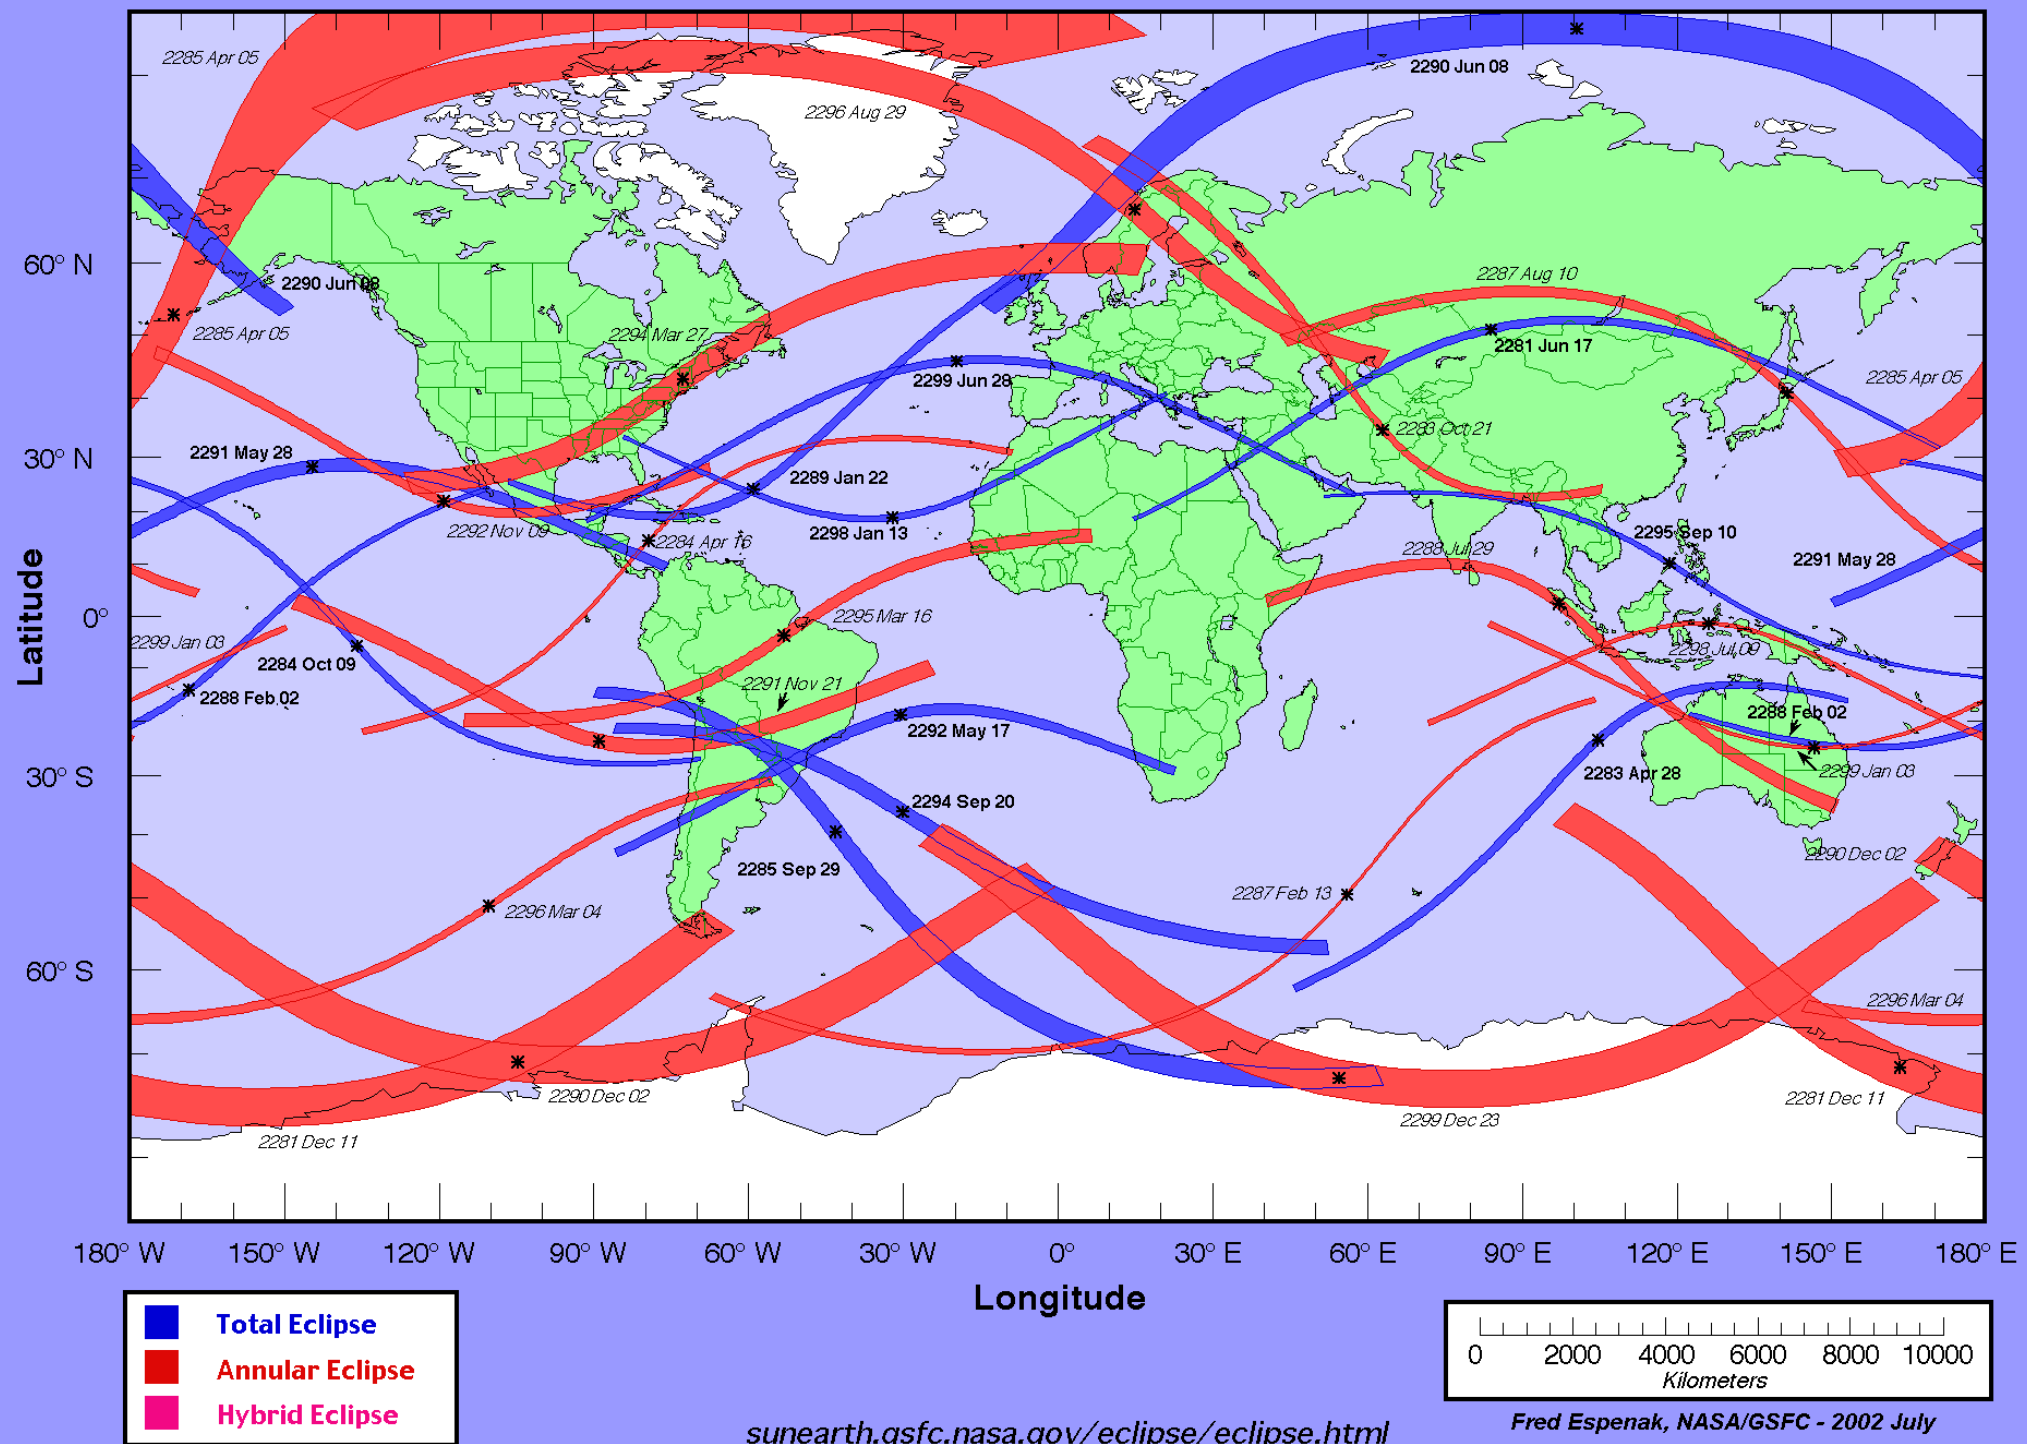 2285 Apr 05
2290 Jun 08
2296 Aug 29
60° N
2290 Jun 08
2287 Aug 10
2285 Apr 05
2294 Mar 27
2281 Jun 17
2299 Jun 28
2285 Apr 05
2283 Oct 21
30° N
2291 May 28
2289 Jan 22
2292 Nov 09
2298 Jan 13
2284 Apr 16
2295 Sep 10
2288 Jul 29
2291 May 28
Latitude
0°
2295 Mar 16
2299 Jan 03
2298 Jul 09
2284 Oct 09
2291 Nov 21
2288 Feb 02
2288 Feb 02
2292 May 17
30° S
2283 Apr 28
2299 Jan 03
2294 Sep 20
2290 Dec 02
2285 Sep 29
2287 Feb 13
2296 Mar 04
60° S
2296 Mar 04
2290 Dec 02
2281 Dec 11
2299 Dec 23
2281 Dec 11
180° W 150° W 120° W 90° W 60° W 30° W 0° 30° E 60° E 90° E 120° E 150° E 180° E
Longitude
Total Eclipse
Annular Eclipse
Hybrid Eclipse
0 2000 4000 6000 8000 10000
Kilometers
Fred Espenak, NASA/GSFC - 2002 July
sunearth.gsfc.nasa.gov/eclipse/eclipse.html